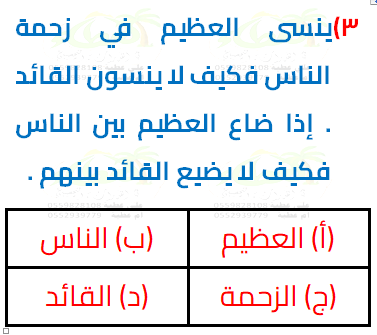 ٣)ينسى العظيم في زحمة
الناس فكيف لا ينسون القائد
. إذا ضاع العظيم بين الناس
فكيف لا يضيع القائد بينهم .
(أ) العظيم (ب) الناس
(ج) الزحمة (د) القائد